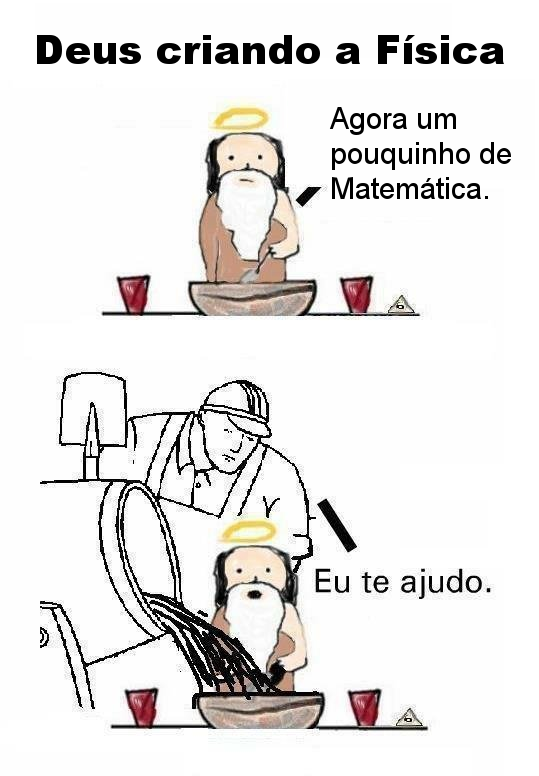 Deus criando a Física
Agora um
pouquinho de
Matemática.
Eu te ajudo.